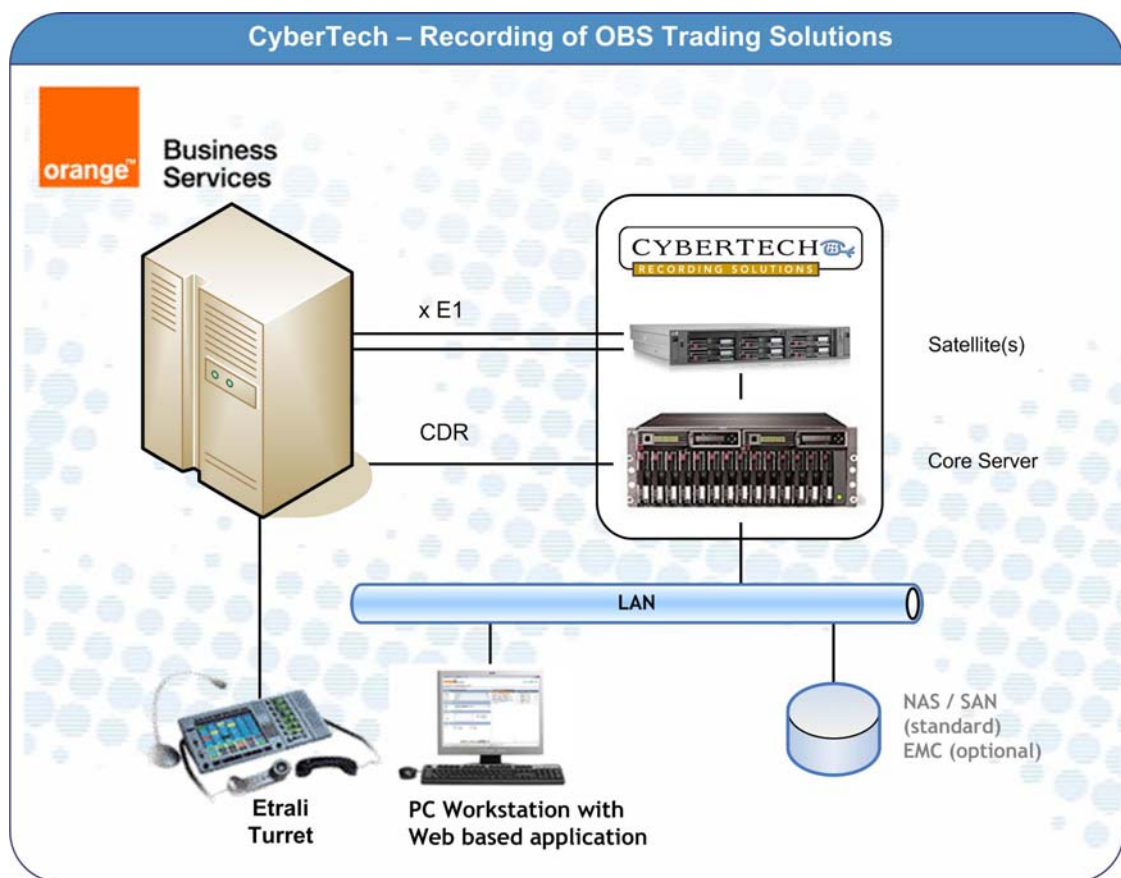 CyberTech – Recording of OBS Trading Solutions
orange™
Business
Services
CYBERTECH
RECORDING SOLUTIONS
x E1
Satellite(s)
CDR
Core Server
LAN
NAS / SAN
(standard)
EMC (optional)
Etrali
Turret
PC Workstation with
Web based application